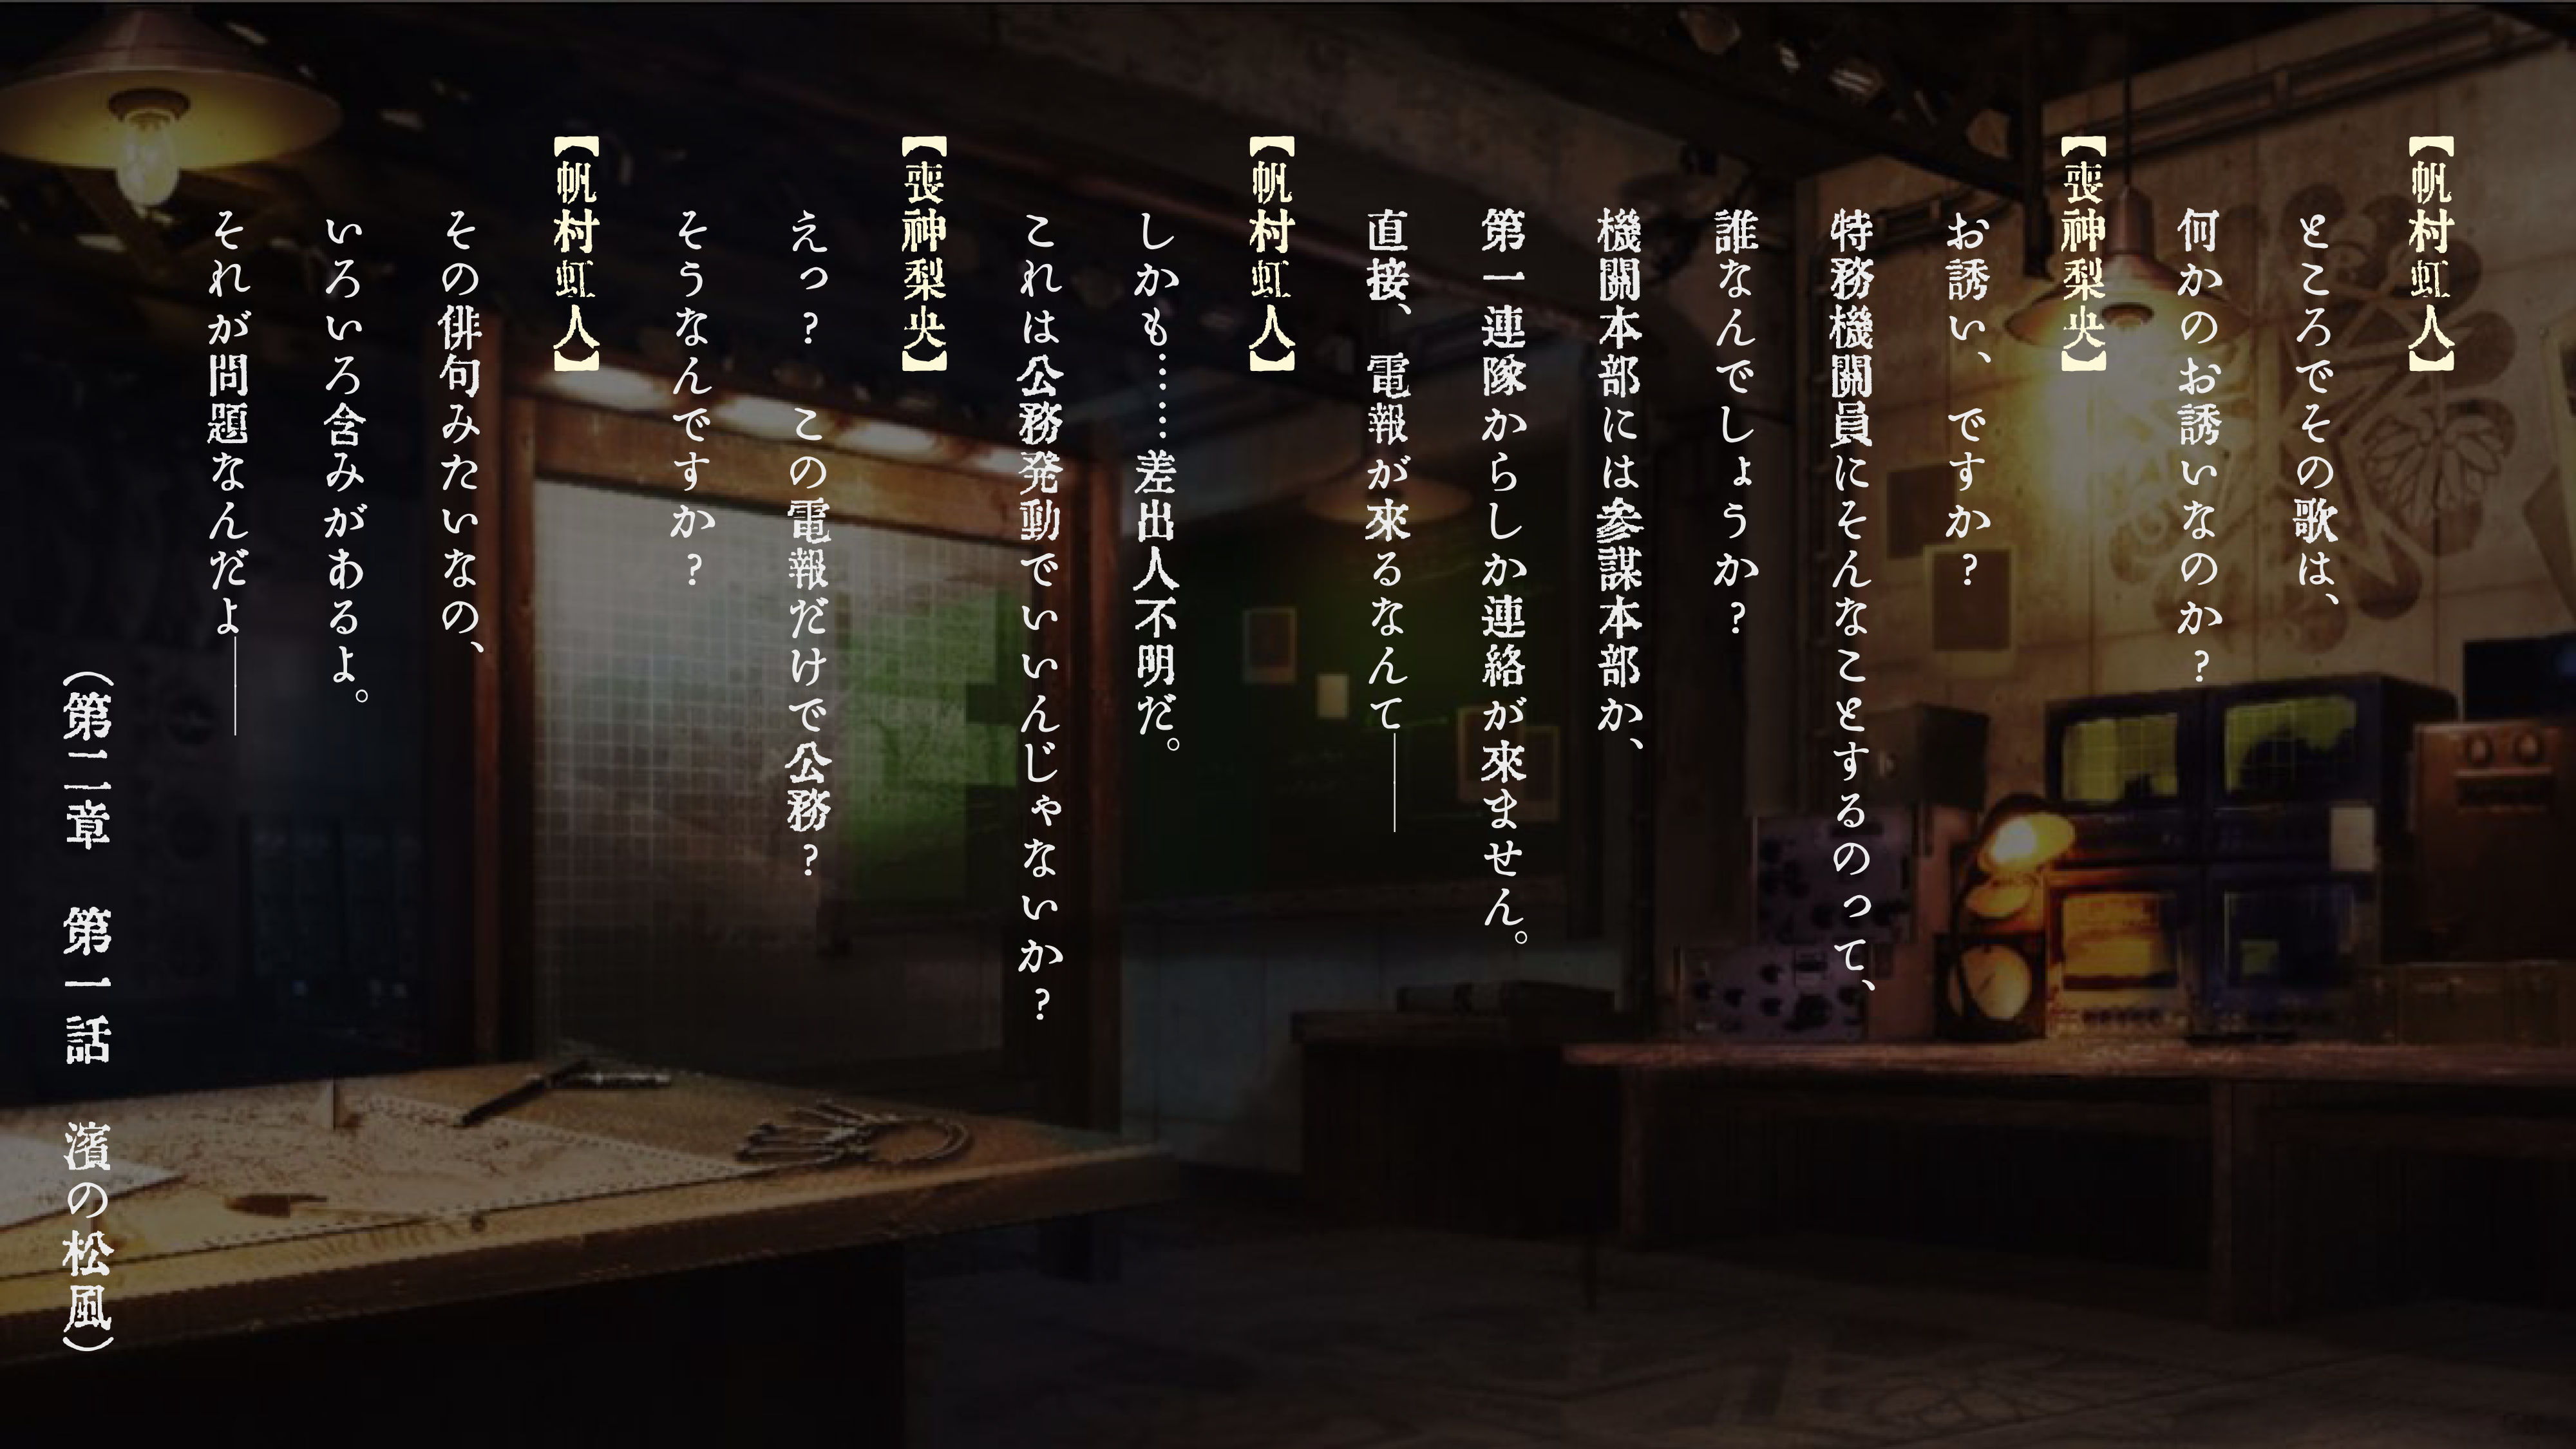 【帆村虹人】
ところでその歌は、
何かのお誘いなのか？
【喪神梨央】
お誘い、ですか？
特務機關員にそんなことするのって、
誰なんでしょうか？
機關本部には参謀本部か、
第一連隊からしか連絡が來ません。
直接、電報が來るなんて――
【帆村虹人】
しかも……差出人不明だ。
これは公務発動でいいんじゃないか？
【喪神梨央】
えっ？　この電報だけで公務？
そうなんですか？
【帆村虹人】
その俳句みたいなの、
いろいろ含みがあるよ。
それが問題なんだよ――
（第二章　第一話　濱の松風）